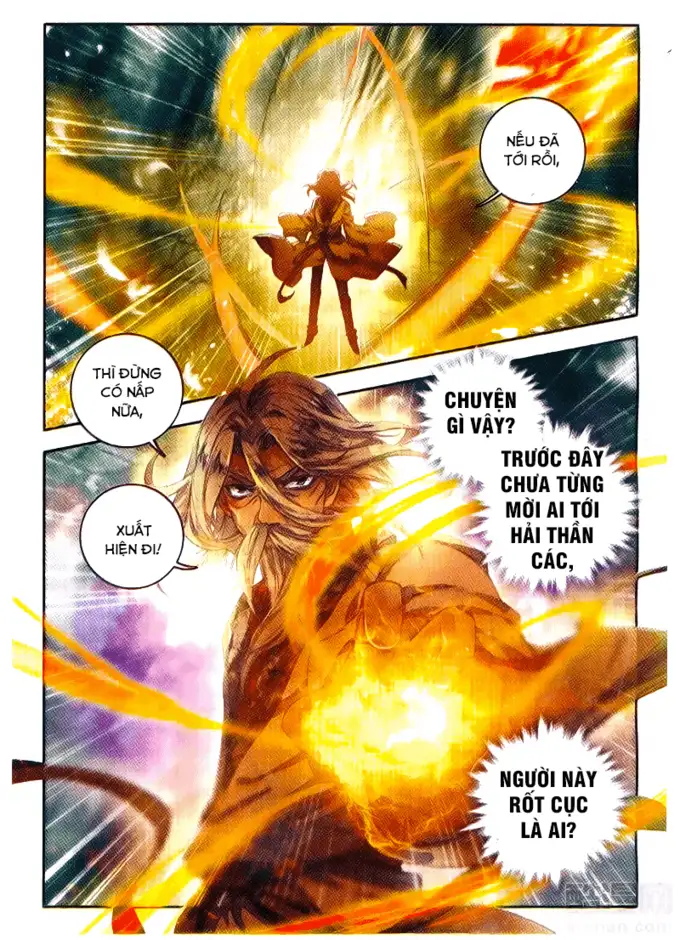 NẾU ĐÃ
TỚI RỒI,
THÌ ĐỪNG
CÓ NẤP
NỮA,
XUẤT
HIỆN ĐI!
CHUYỆN
GÌ VẬY?
TRƯỚC ĐÂY
CHƯA TỪNG
MỜI AI TỚI
HẢI THẦN
CÁC,
NGƯỜI NÀY
RỐT CỤC
LÀ AI?